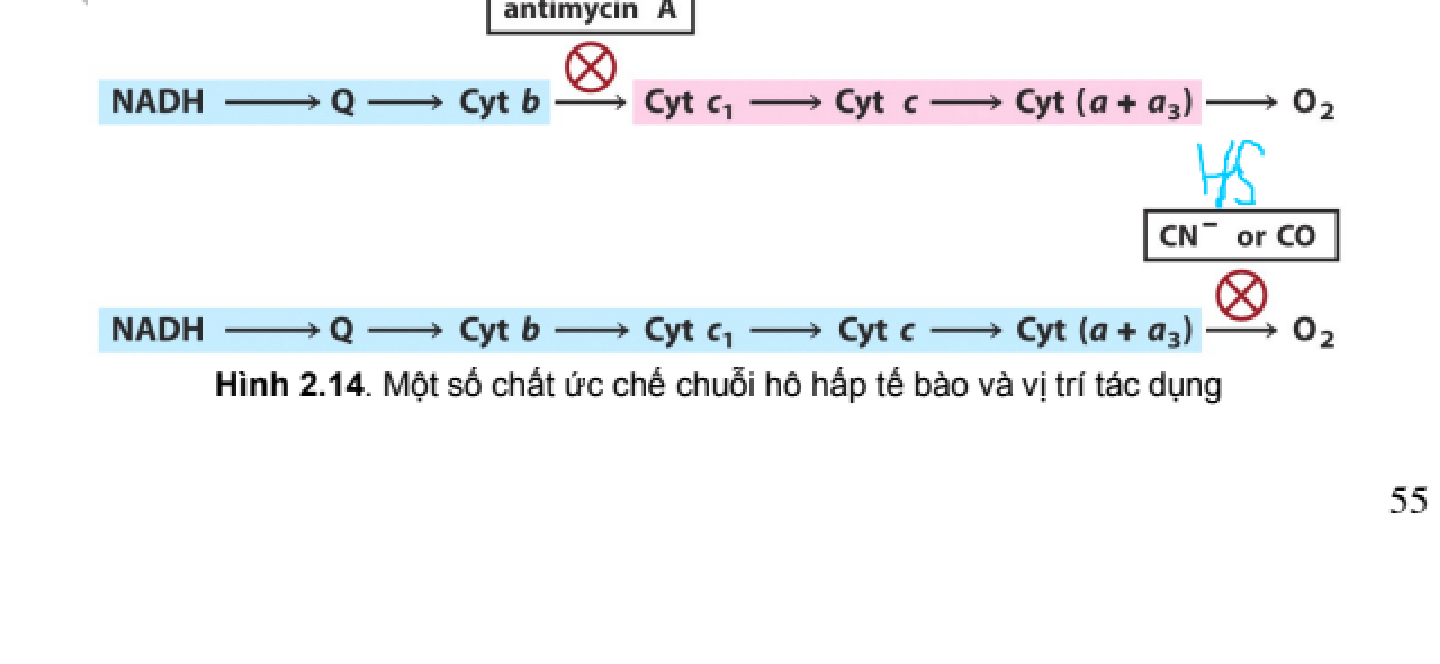 antimycin A
NADH ⟶ Q ⟶ Cyt b ⟶ Cyt c₁ ⟶ Cyt c ⟶ Cyt (a + a₃) ⟶ O₂
HS
CN⁻ or CO
NADH ⟶ Q ⟶ Cyt b ⟶ Cyt c₁ ⟶ Cyt c ⟶ Cyt (a + a₃) ⟶ O₂
Hình 2.14. Một số chất ức chế chuỗi hô hấp tế bào và vị trí tác dụng
55